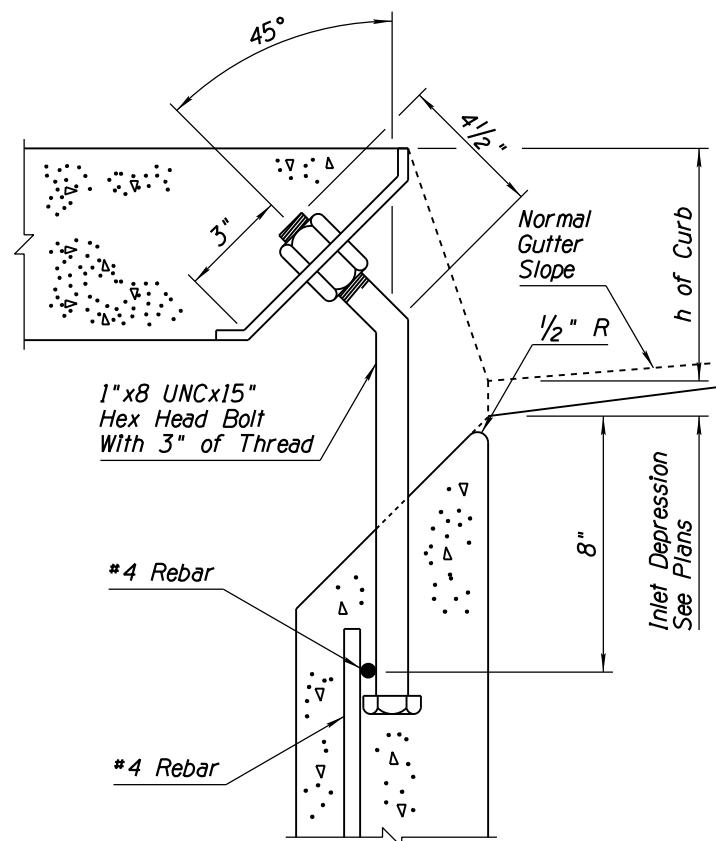 45°
4½"
3"
Normal
Gutter
Slope
h of Curb
½" R
1"x8 UNCx15"
Hex Head Bolt
With 3" of Thread
8"
Inlet Depression
See Plans
#4 Rebar
#4 Rebar